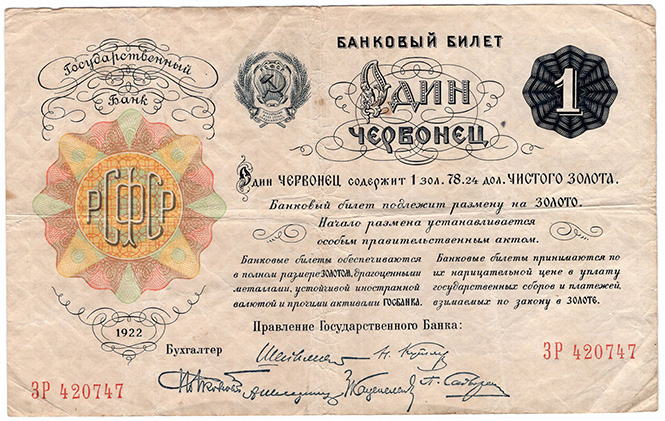 Государственный
Банк
РСФСР
1922
БАНКОВЫЙ БИЛЕТ
1
Один
ЧЕРВОНЕЦ
Один ЧЕРВОНЕЦ содержит 1 зол. 78.24 дол. ЧИСТОГО ЗОЛОТА.
Банковый билет подлежит размену на ЗОЛОТО.
Начало размена устанавливается
особым правительственным актом.
Банковые билеты обеспечиваются
в полном размере ЗОЛОТОМ, драгоценными
металлами, устойчивой иностранной
валютой и прочими активами ГОСБАНКА.
Банковые билеты принимаются по
их нарицательной цене в уплату
государственных сборов и платежей,
взимаемых по закону в ЗОЛОТЕ.
Правление Государственного Банка:
Бухгалтер
ЗР 420747
ЗР 420747